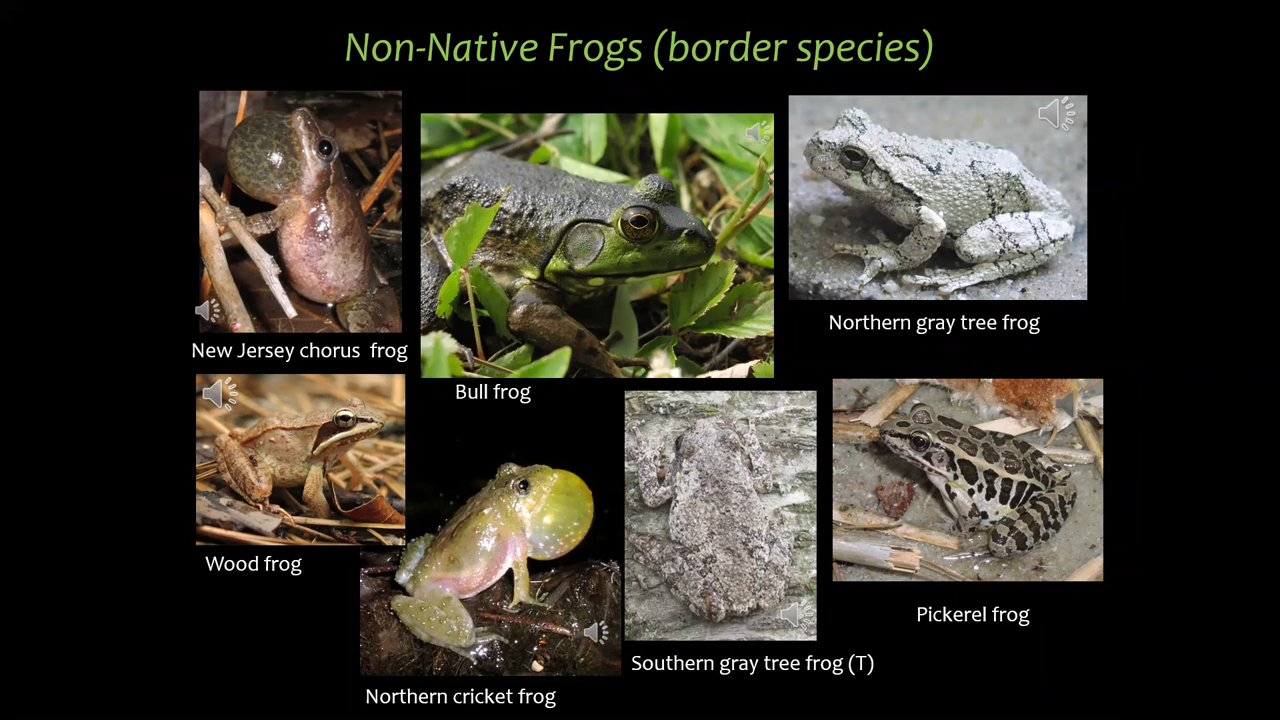 Non-Native Frogs (border species)
New Jersey chorus  frog
Bull frog
Northern gray tree frog
Wood frog
Northern cricket frog
Southern gray tree frog (T)
Pickerel frog